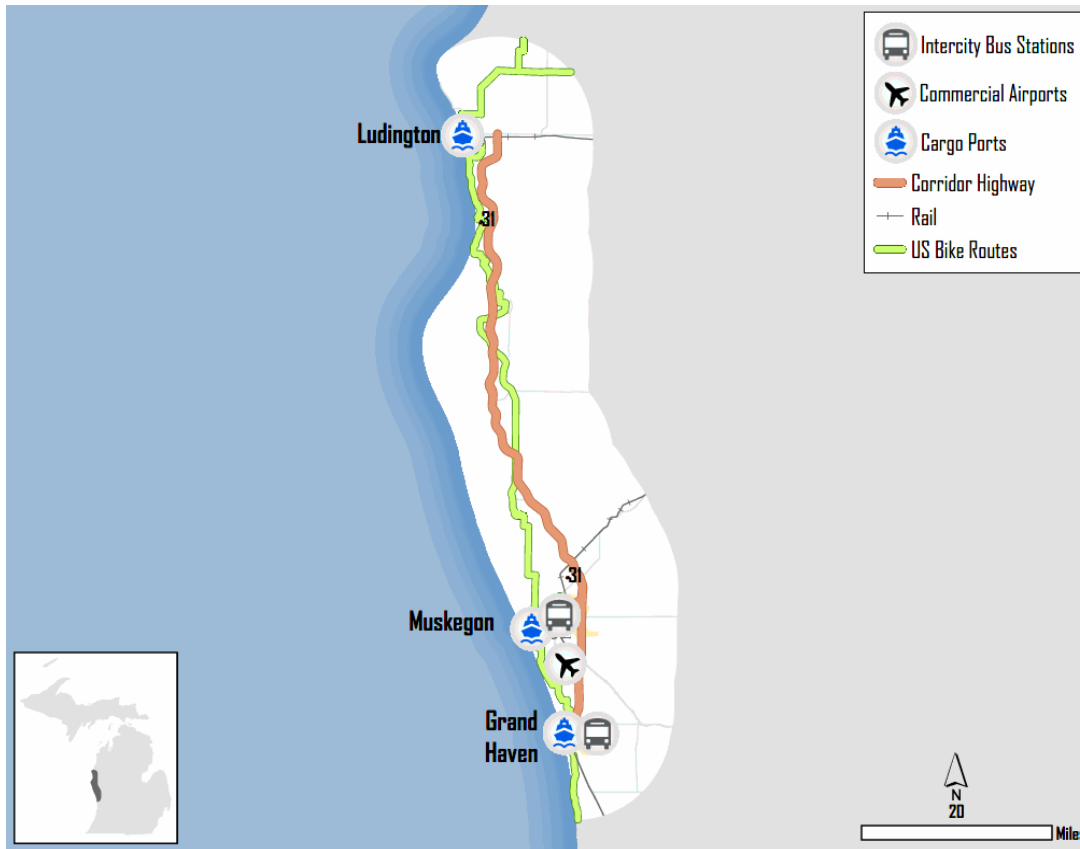 Intercity Bus Stations
Commercial Airports
Cargo Ports
Corridor Highway
Rail
US Bike Routes
Ludington
31
31
Muskegon
Grand
Haven
N
20
Miles